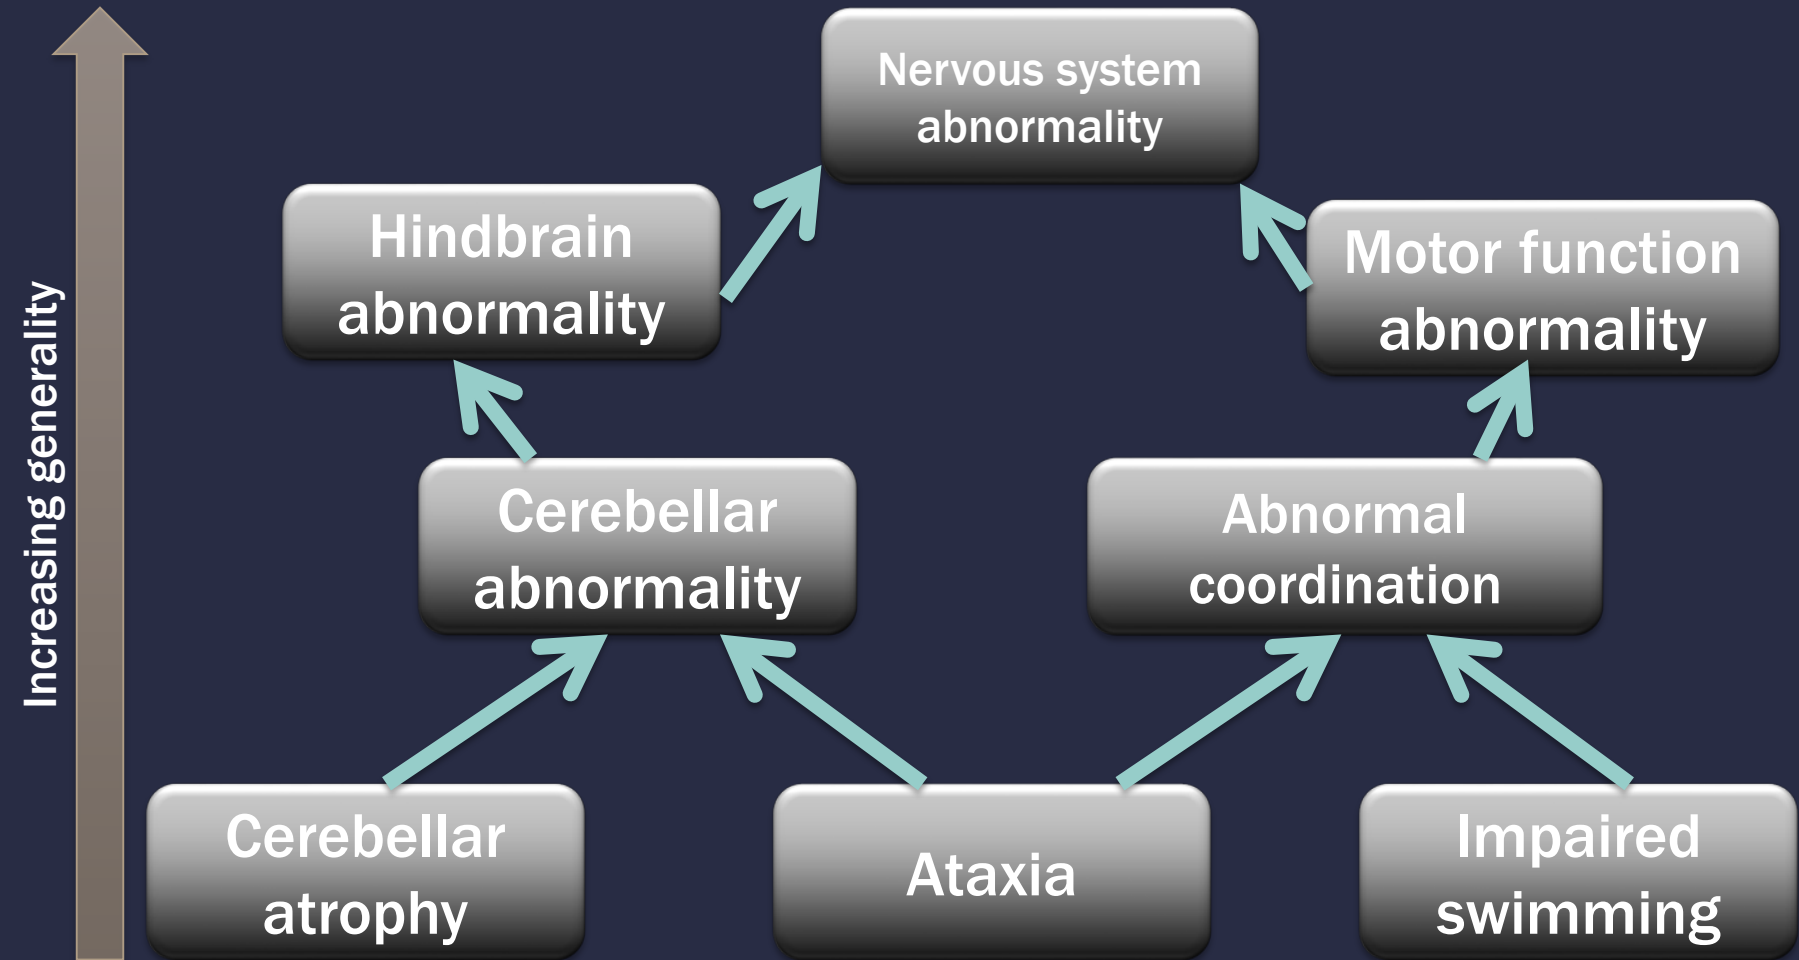 Nervous system
abnormality
Hindbrain
abnormality
Motor function
abnormality
Increasing generality
Cerebellar
abnormality
Abnormal
coordination
Cerebellar
atrophy
Ataxia
Impaired
swimming